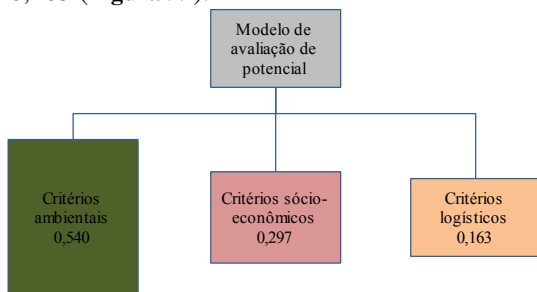 Modelo de
avaliação de
potencial
Critérios
ambientais
0,540
Critérios sócio-
econômicos
0,297
Critérios
logísticos
0,163